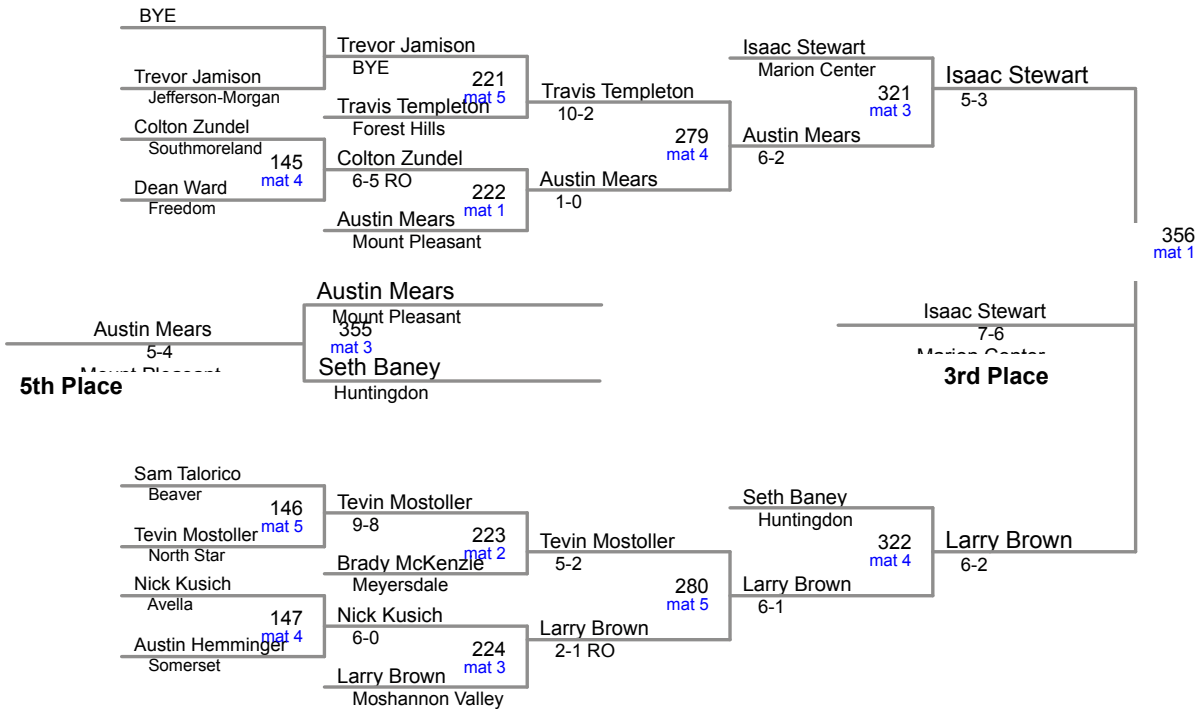 BYE
Trevor Jamison
Jefferson-Morgan
Colton Zundel
Southmoreland
145
mat 4
Dean Ward
Freedom
Trevor Jamison
BYE
221
mat 5
Travis Templeton
Forest Hills
Colton Zundel
6-5 RO
222
mat 1
Austin Mears
Mount Pleasant
Travis Templeton
10-2
279
mat 4
Austin Mears
1-0
Isaac Stewart
Marion Center
321
mat 3
Austin Mears
6-2
Isaac Stewart
5-3
356
mat 1
Austin Mears
Mount Pleasant
355
mat 3
Seth Baney
Huntingdon
Austin Mears
5-4
Mount Pleasant
5th Place
Isaac Stewart
7-6
Marion Center
3rd Place
Sam Talorico
Beaver
146
mat 5
Tevin Mostoller
North Star
Nick Kusich
Avella
147
mat 4
Austin Hemminger
Somerset
Tevin Mostoller
9-8
223
mat 2
Brady McKenzie
Meyersdale
Nick Kusich
6-0
224
mat 3
Larry Brown
Moshannon Valley
Tevin Mostoller
5-2
280
mat 5
Larry Brown
2-1 RO
Seth Baney
Huntingdon
322
mat 4
Larry Brown
6-1
Larry Brown
6-2